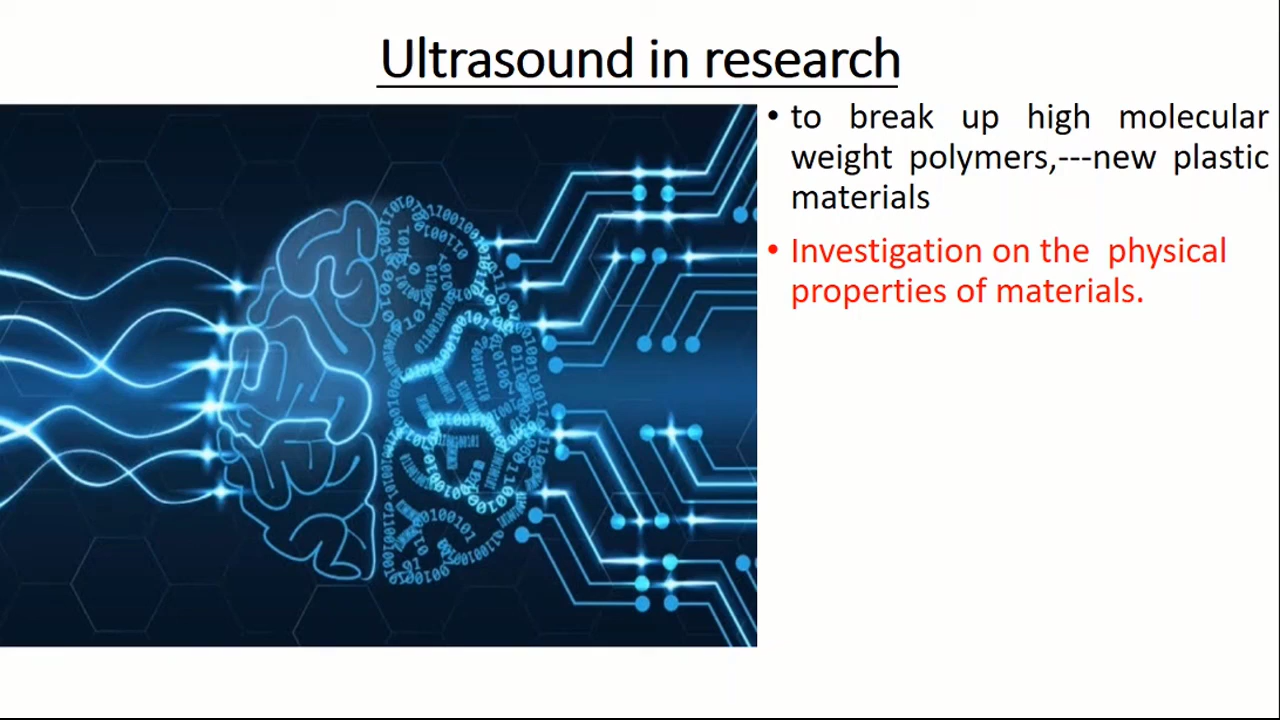 Ultrasound in research
• to break up high molecular
weight polymers,---new plastic
materials
• Investigation on the physical
properties of materials.